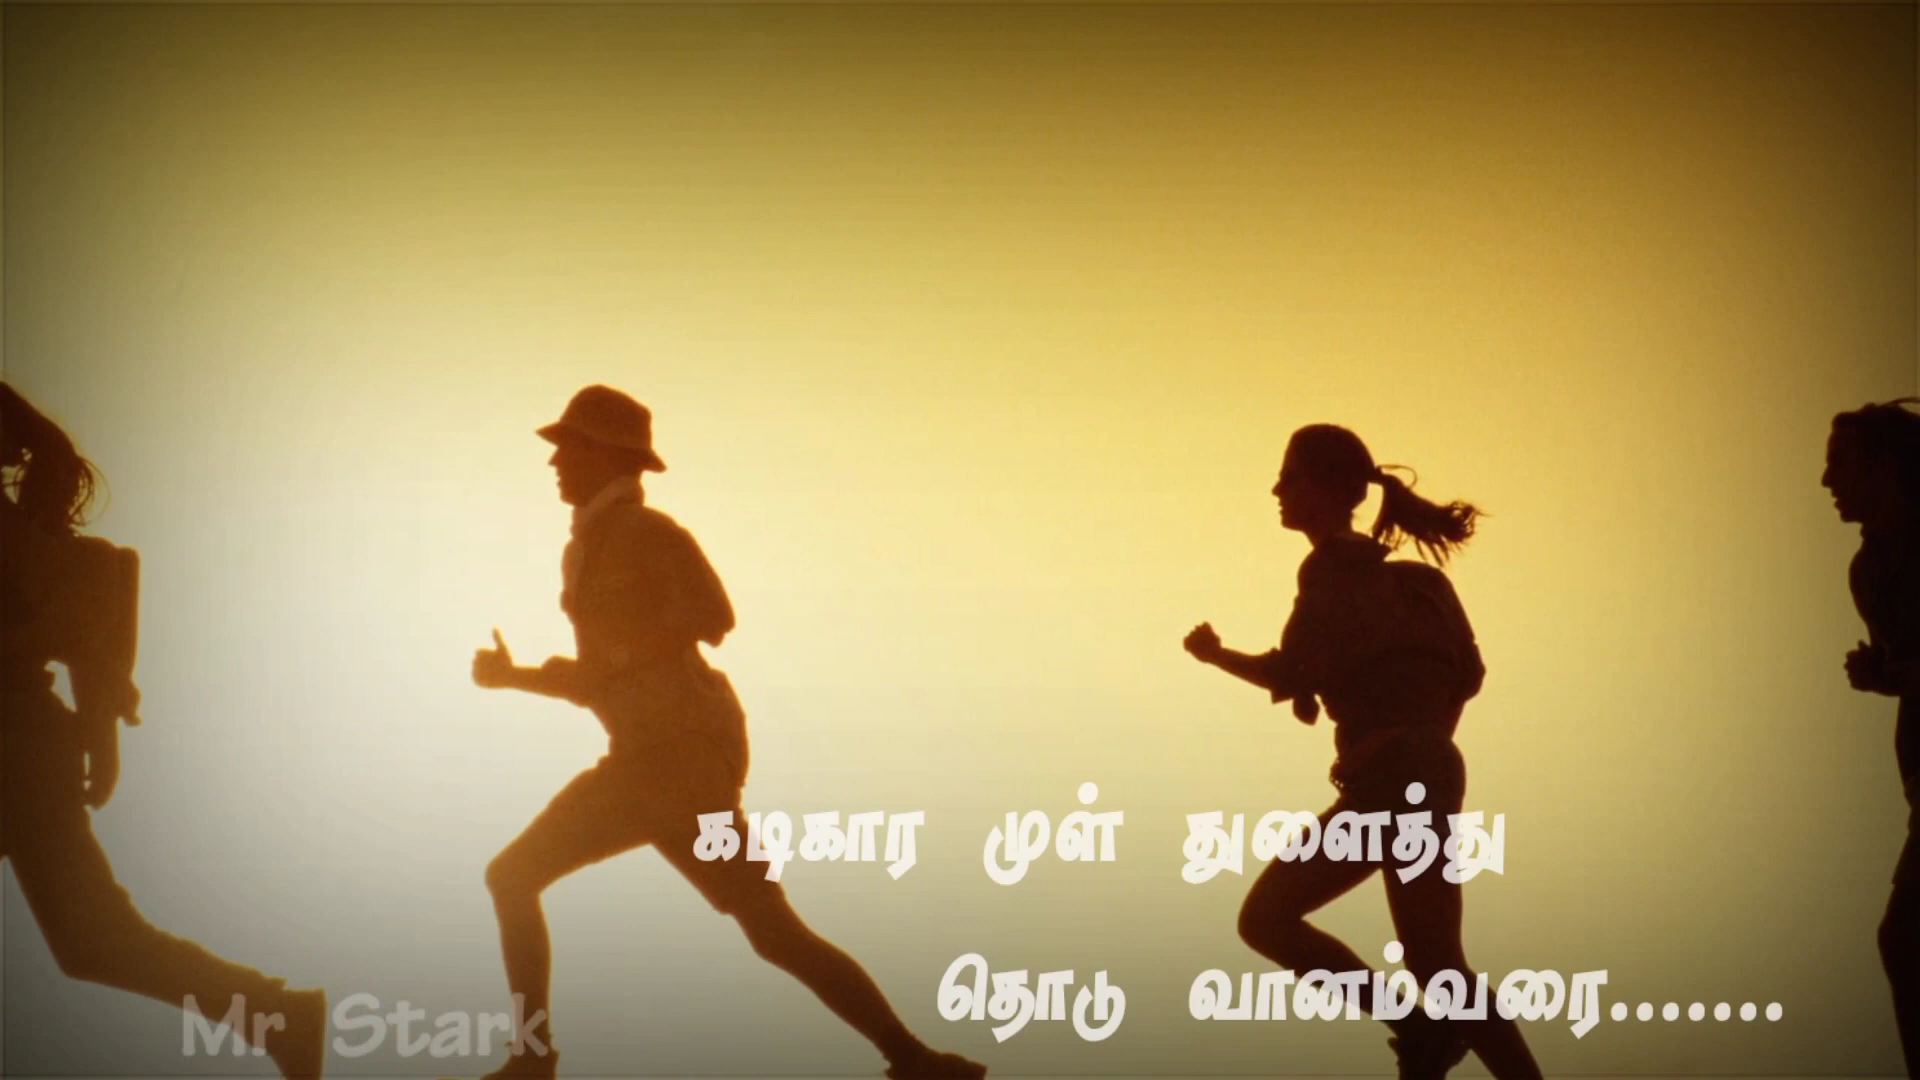 கடிகார முள் துளைத்து
தொடு வானம்வரை.......
Mr Stark